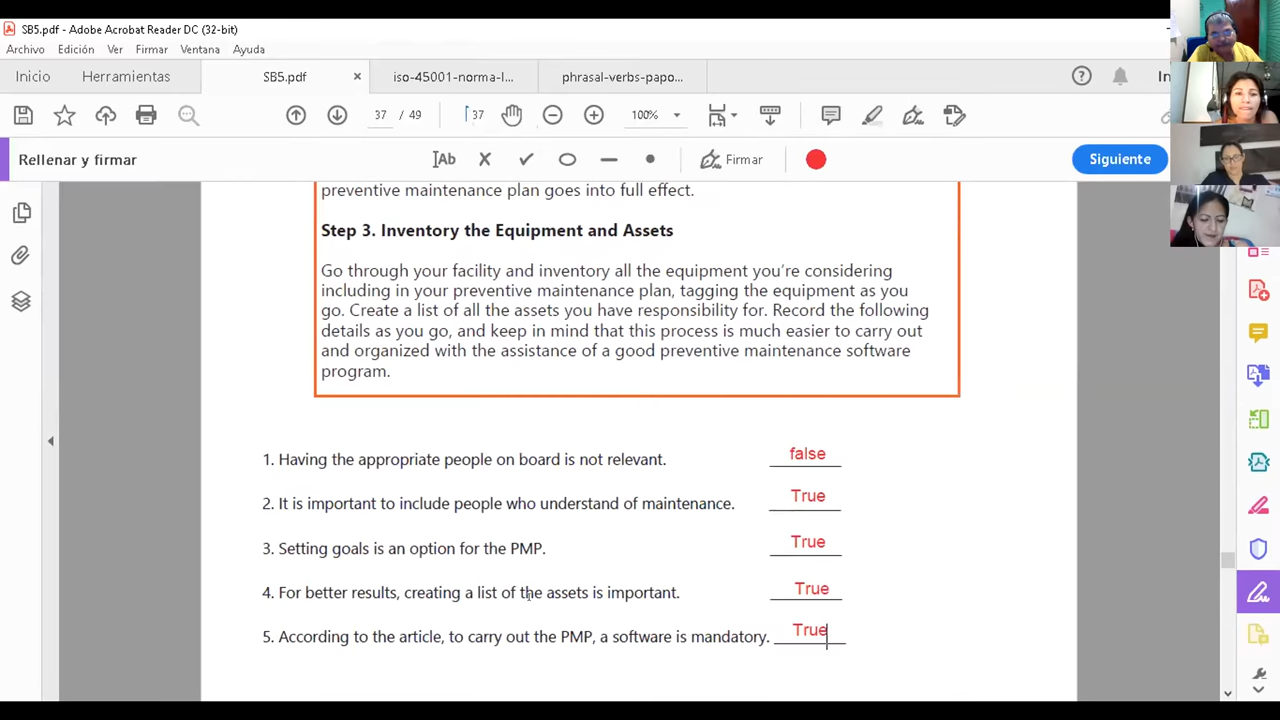 SB5.pdf - Adobe Acrobat Reader DC (32-bit)
Archivo Edición Ver Firmar Ventana Ayuda
Inicio Herramientas SB5.pdf × iso-45001-norma-l... phrasal-verbs-papo... In
37 / 49 37 100%
Rellenar y firmar Ab Firmar Siguiente
preventive maintenance plan goes into full effect.
Step 3. Inventory the Equipment and Assets
Go through your facility and inventory all the equipment you're considering
including in your preventive maintenance plan, tagging the equipment as you
go. Create a list of all the assets you have responsibility for. Record the following
details as you go, and keep in mind that this process is much easier to carry out
and organized with the assistance of a good preventive maintenance software
program.
1. Having the appropriate people on board is not relevant. false
2. It is important to include people who understand of maintenance. True
3. Setting goals is an option for the PMP. True
4. For better results, creating a list of the assets is important. True
5. According to the article, to carry out the PMP, a software is mandatory. True